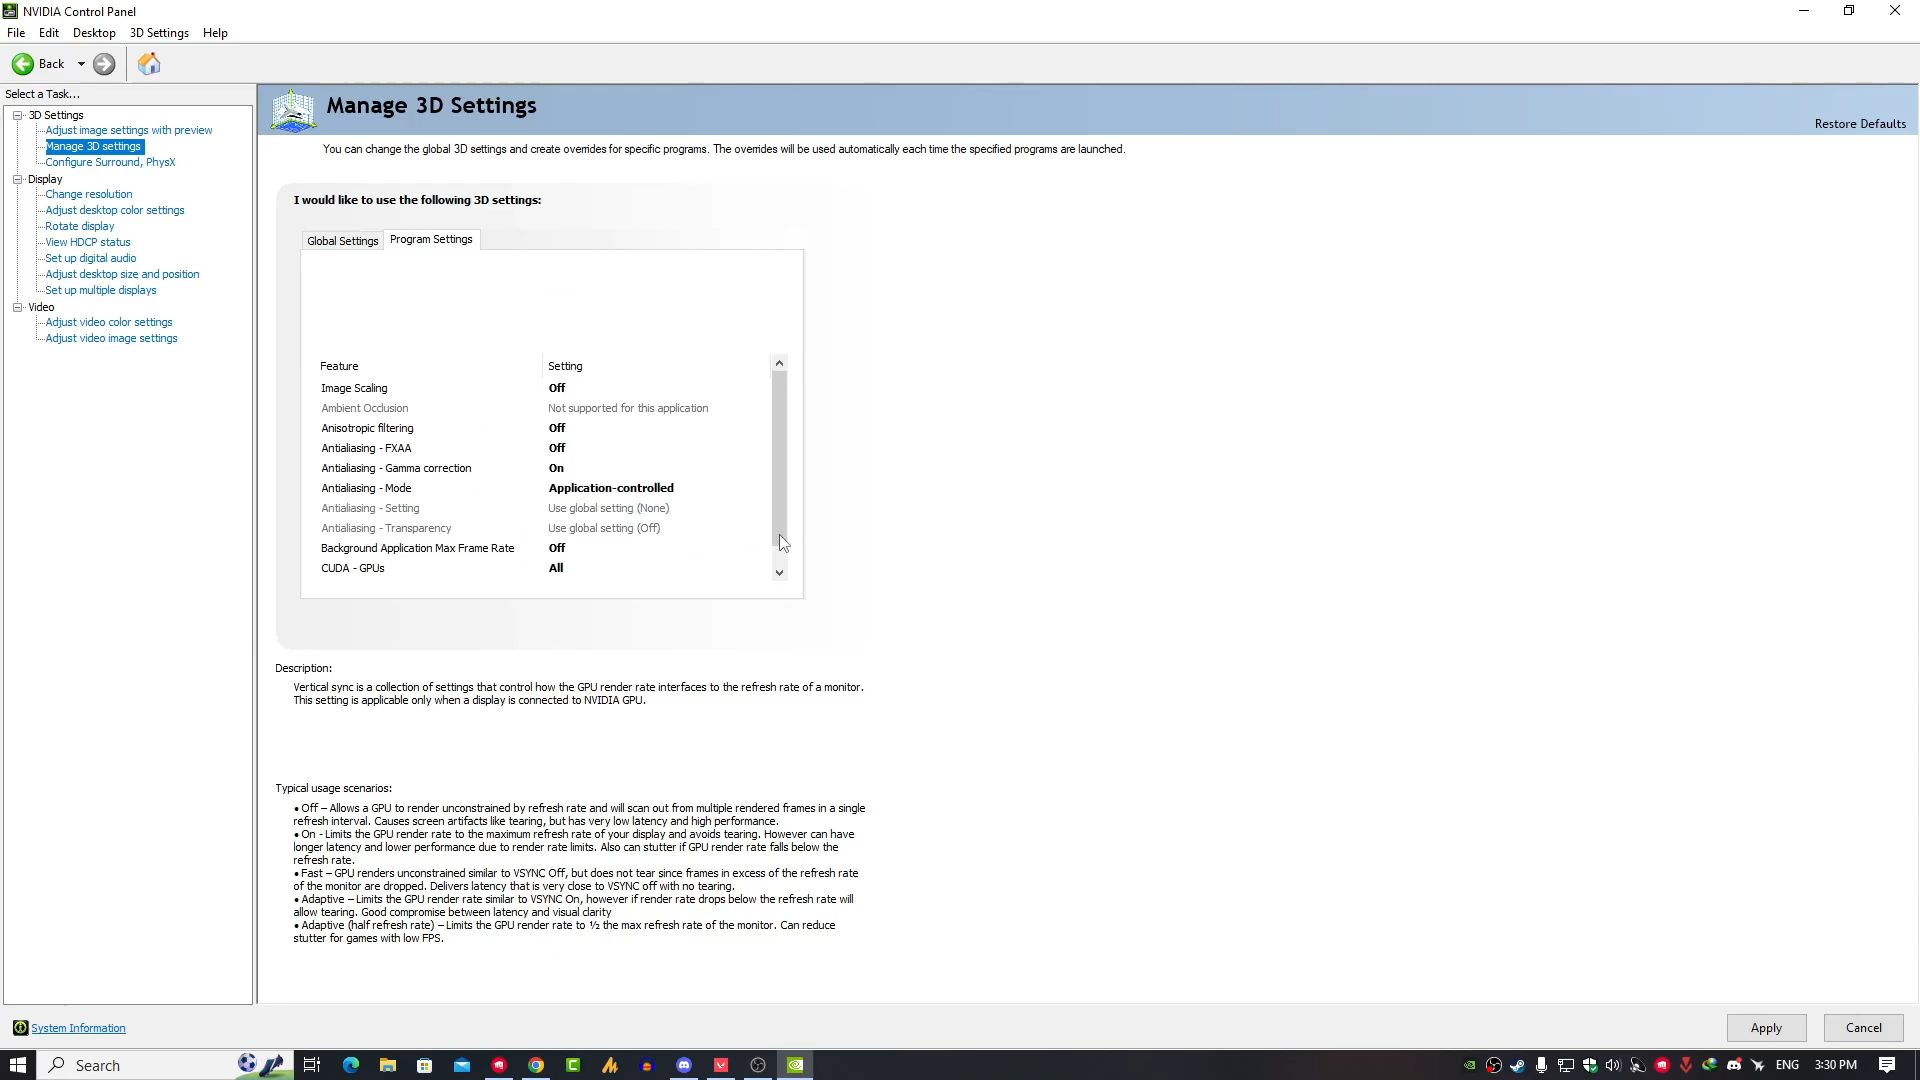 NVIDIA Control Panel
File Edit Desktop 3D Settings Help
Back
Select a Task...
3D Settings
Adjust image settings with preview
Manage 3D settings
Configure Surround, PhysX
Display
Change resolution
Adjust desktop color settings
Rotate display
View HDCP status
Set up digital audio
Adjust desktop size and position
Set up multiple displays
Video
Adjust video color settings
Adjust video image settings
Manage 3D Settings
Restore Defaults
You can change the global 3D settings and create overrides for specific programs. The overrides will be used automatically each time the specified programs are launched.
I would like to use the following 3D settings:
Global Settings Program Settings
Feature Setting
Image Scaling Off
Ambient Occlusion Not supported for this application
Anisotropic filtering Off
Antialiasing - FXAA Off
Antialiasing - Gamma correction On
Antialiasing - Mode Application-controlled
Antialiasing - Setting Use global setting (None)
Antialiasing - Transparency Use global setting (Off)
Background Application Max Frame Rate Off
CUDA - GPUs All
Description:
Vertical sync is a collection of settings that control how the GPU render rate interfaces to the refresh rate of a monitor.
This setting is applicable only when a display is connected to NVIDIA GPU.
Typical usage scenarios:
• Off – Allows a GPU to render unconstrained by refresh rate and will scan out from multiple rendered frames in a single
refresh interval. Causes screen artifacts like tearing, but has very low latency and high performance.
• On - Limits the GPU render rate to the maximum refresh rate of your display and avoids tearing. However can have
longer latency and lower performance due to render rate limits. Also can stutter if GPU render rate falls below the
refresh rate.
• Fast – GPU renders unconstrained similar to VSYNC Off, but does not tear since frames in excess of the refresh rate
of the monitor are dropped. Delivers latency that is very close to VSYNC off with no tearing.
• Adaptive – Limits the GPU render rate similar to VSYNC On, however if render rate drops below the refresh rate will
allow tearing. Good compromise between latency and visual clarity
• Adaptive (half refresh rate) – Limits the GPU render rate to ½ the max refresh rate of the monitor. Can reduce
stutter for games with low FPS.
System Information
Apply Cancel
Search
ENG 3:30 PM